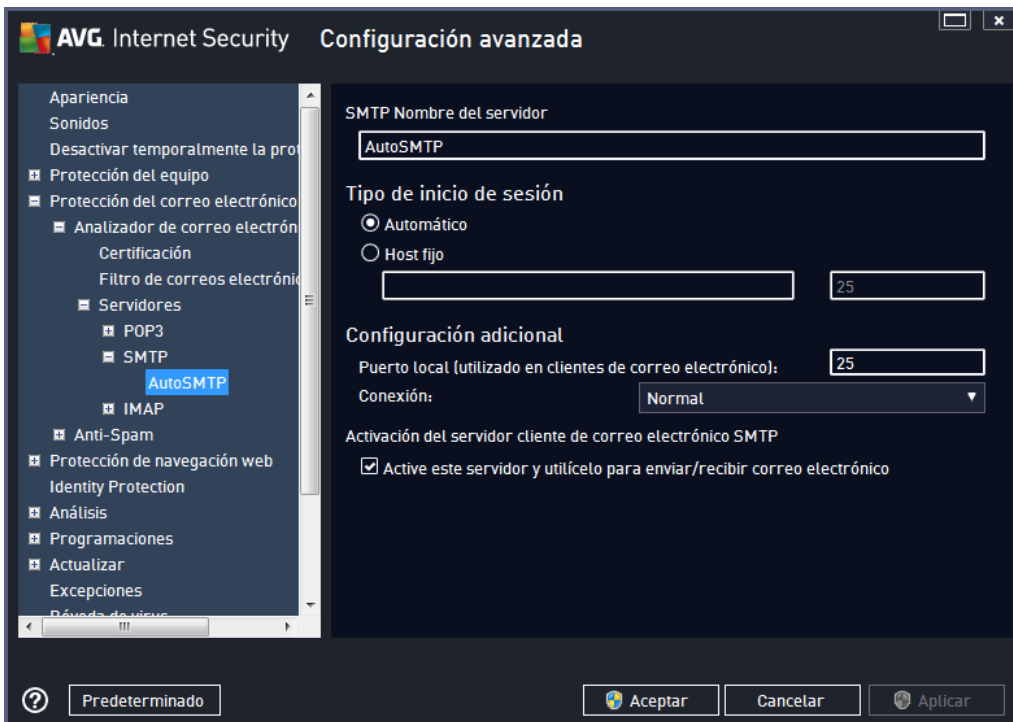 AVG. Internet Security Configuración avanzada
Apariencia
Sonidos
Desactivar temporalmente la prot
Protección del equipo
Protección del correo electrónico
Analizador de correo electrón
Certificación
Filtro de correos electrónic
Servidores
POP3
SMTP
AutoSMTP
IMAP
Anti-Spam
Protección de navegación web
Identity Protection
Análisis
Programaciones
Actualizar
Excepciones
Bóveda de virus
SMTP Nombre del servidor
AutoSMTP
Tipo de inicio de sesión
Automático
Host fijo
25
Configuración adicional
Puerto local (utilizado en clientes de correo electrónico):
25
Conexión:
Normal
Activación del servidor cliente de correo electrónico SMTP
Active este servidor y utilícelo para enviar/recibir correo electrónico
Predeterminado
Aceptar
Cancelar
Aplicar